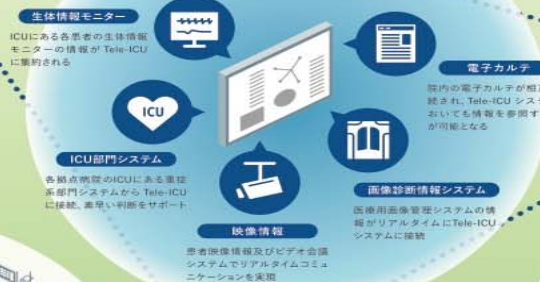 生体情報モニター
ICUにある各患者の生体情報
モニターの情報が Tele-ICU
に集約される
電子カルテ
院内の電子カルテが相
続され、Tele-ICU シス
おいても情報を参照す
が可能となる
ICU
ICU部門システム
各拠点病院のICUにある重症
系部門システムから Tele-ICU
に接続、素早い判断をサポート
画像診断情報システム
医療用画像管理システムの情
報がリアルタイムにTele-ICU
システムに接続
映像情報
患者映像情報及びビデオ会議
システムでリアルタイムコミュ
ニケーションを実現